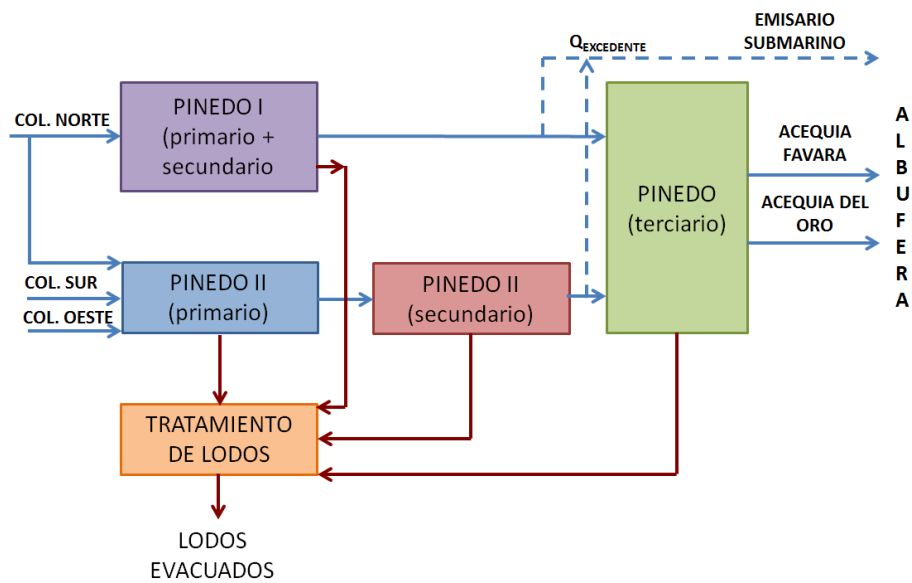 EMISARIO
SUBMARINO
QEXCEDENTE
COL. NORTE
PINEDO I
(primario +
secundario
ACEQUIA
FAVARA
ACEQUIA DEL
ORO
PINEDO
(terciario)
ALBUFERA
COL. SUR
COL. OESTE
PINEDO II
(primario)
PINEDO II
(secundario)
TRATAMIENTO
DE LODOS
LODOS
EVACUADOS